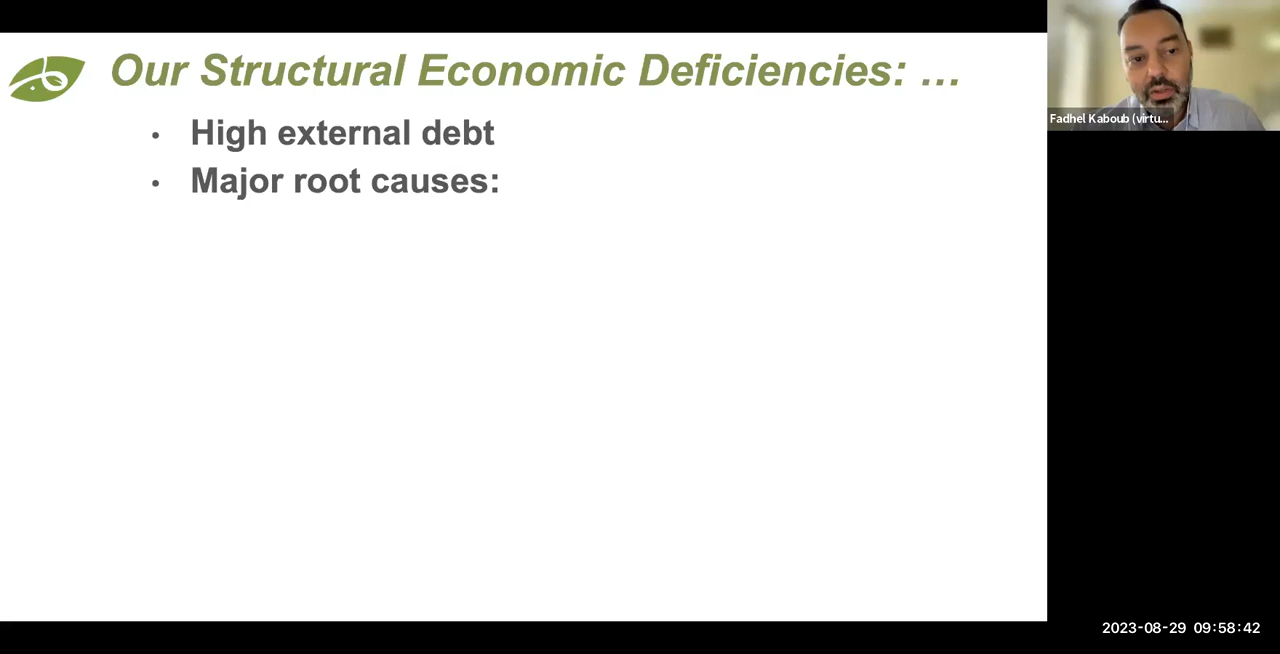 Our Structural Economic Deficiencies: …
• High external debt
• Major root causes:
Fadhel Kaboub (virtu...
2023-08-29 09:58:42